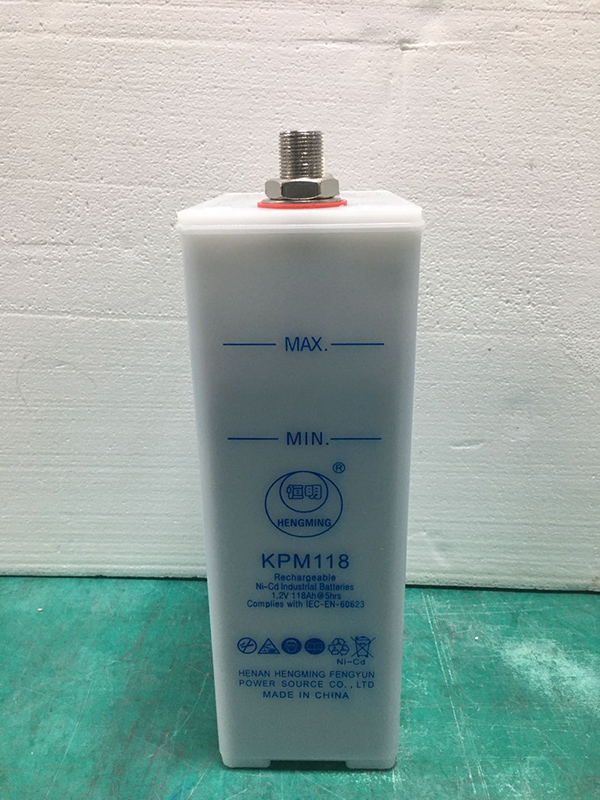 MAX.
MIN.
恒明 ®
HENGMING
KPM118
Rechargeable
Ni-Cd Industrial Batteries
1.2V 118Ah@5hrs
Complies with IEC-EN-60623
Ni-Cd
HENAN HENGMING FENGYUN
POWER SOURCE CO., LTD
MADE IN CHINA